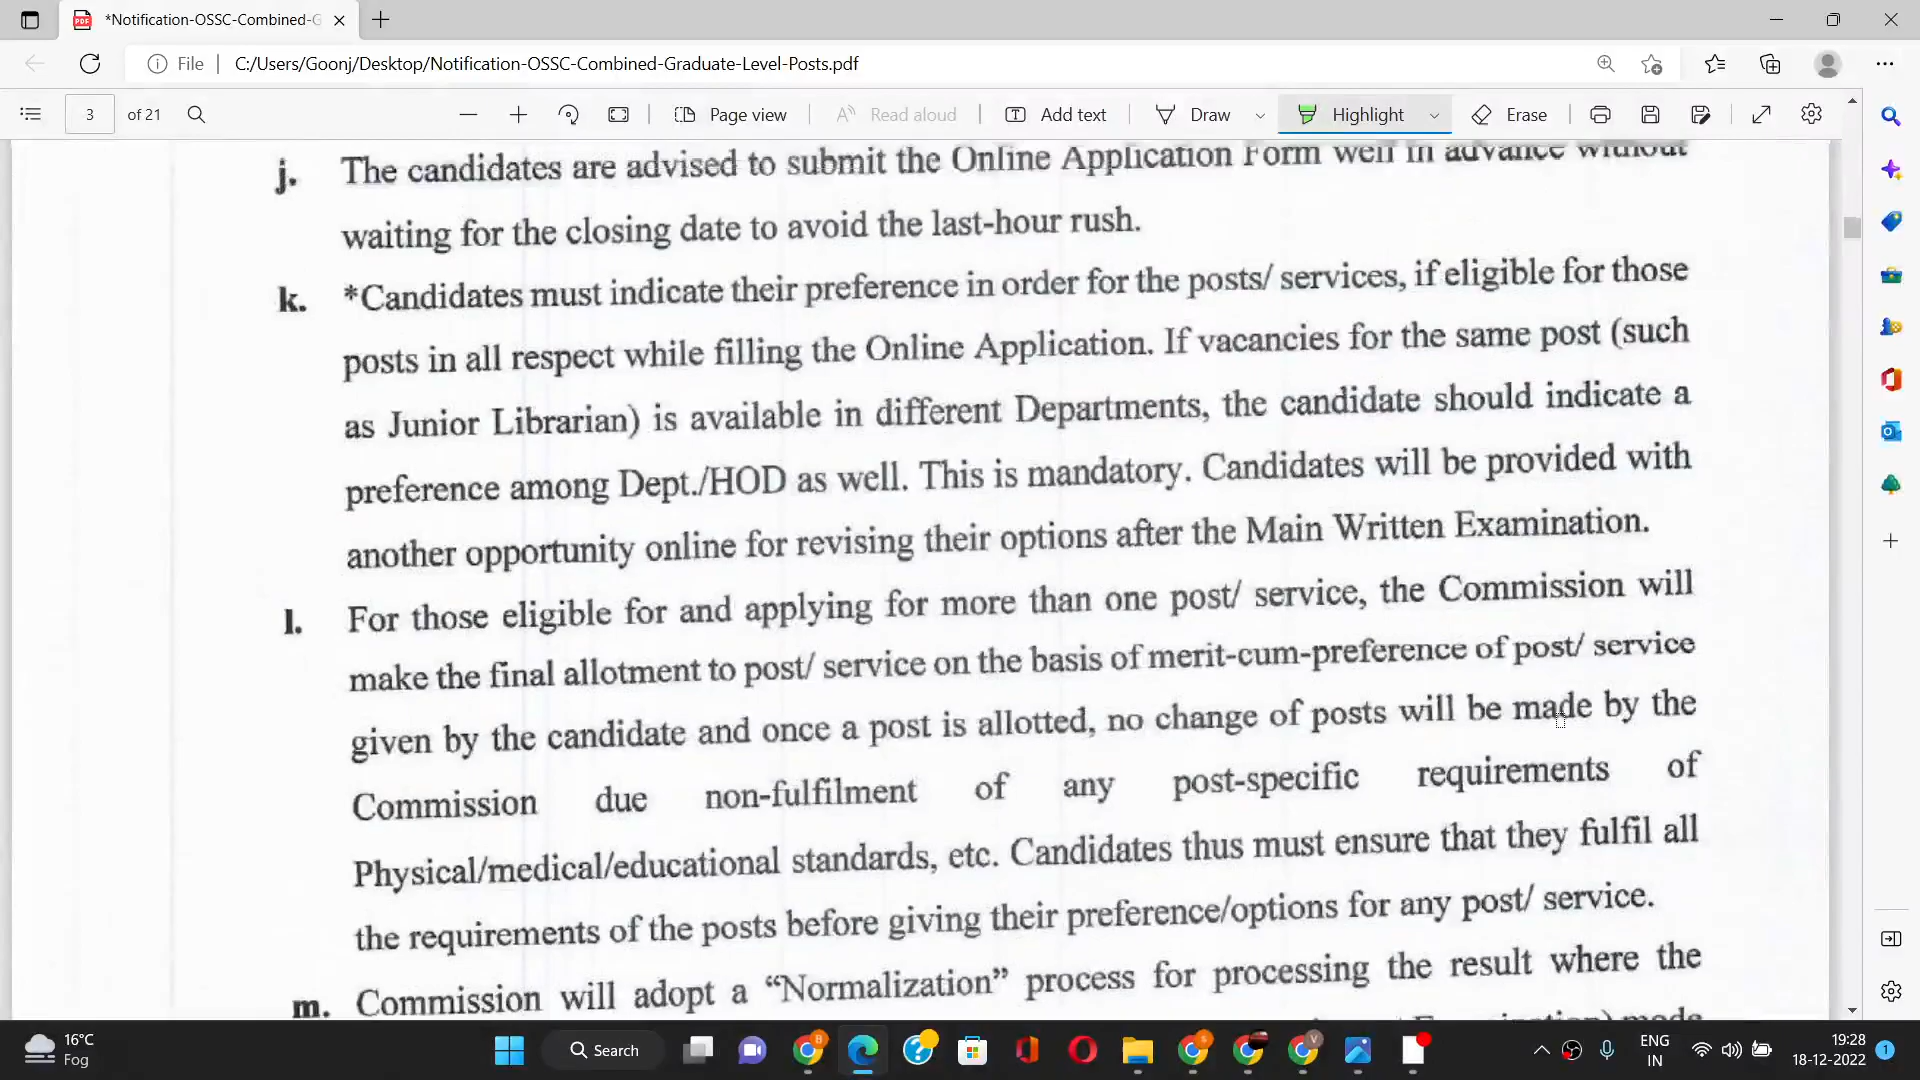 *Notification-OSSC-Combined-G
File
C:/Users/Goonj/Desktop/Notification-OSSC-Combined-Graduate-Level-Posts.pdf
3 of 21
Page view
Read aloud
Add text
Draw
Highlight
Erase
j. The candidates are advised to submit the Online Application Form well in advance without
waiting for the closing date to avoid the last-hour rush.
k. *Candidates must indicate their preference in order for the posts/ services, if eligible for those
posts in all respect while filling the Online Application. If vacancies for the same post (such
as Junior Librarian) is available in different Departments, the candidate should indicate a
preference among Dept./HOD as well. This is mandatory. Candidates will be provided with
another opportunity online for revising their options after the Main Written Examination.
l. For those eligible for and applying for more than one post/ service, the Commission will
make the final allotment to post/ service on the basis of merit-cum-preference of post/ service
given by the candidate and once a post is allotted, no change of posts will be made by the
Commission due non-fulfilment of any post-specific requirements of
Physical/medical/educational standards, etc. Candidates thus must ensure that they fulfil all
the requirements of the posts before giving their preference/options for any post/ service.
m. Commission will adopt a “Normalization” process for processing the result where the
16°C
Fog
Search
ENG
IN
19:28
18-12-2022
1